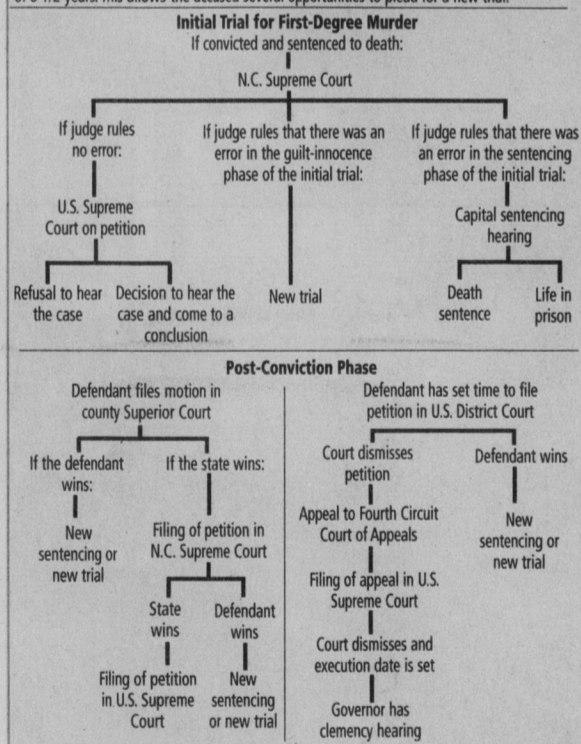 Initial Trial for First-Degree Murder
If convicted and sentenced to death:
N.C. Supreme Court
If judge rules
no error:
U.S. Supreme
Court on petition
Refusal to hear
the case
Decision to hear the
case and come to a
conclusion
If judge rules that there was an
error in the guilt-innocence
phase of the initial trial:
New trial
If judge rules that there was
an error in the sentencing
phase of the initial trial:
Capital sentencing
hearing
Death
sentence
Life in
prison
Post-Conviction Phase
Defendant files motion in
county Superior Court
If the defendant
wins:
New
sentencing or
new trial
If the state wins:
Filing of petition in
N.C. Supreme Court
State
wins
Filing of petition
in U.S. Supreme
Court
Defendant
wins
New
sentencing
or new trial
Defendant has set time to file
petition in U.S. District Court
Court dismisses
petition
Appeal to Fourth Circuit
Court of Appeals
Filing of appeal in U.S.
Supreme Court
Court dismisses and
execution date is set
Governor has
clemency hearing
Defendant wins
New
sentencing or
new trial